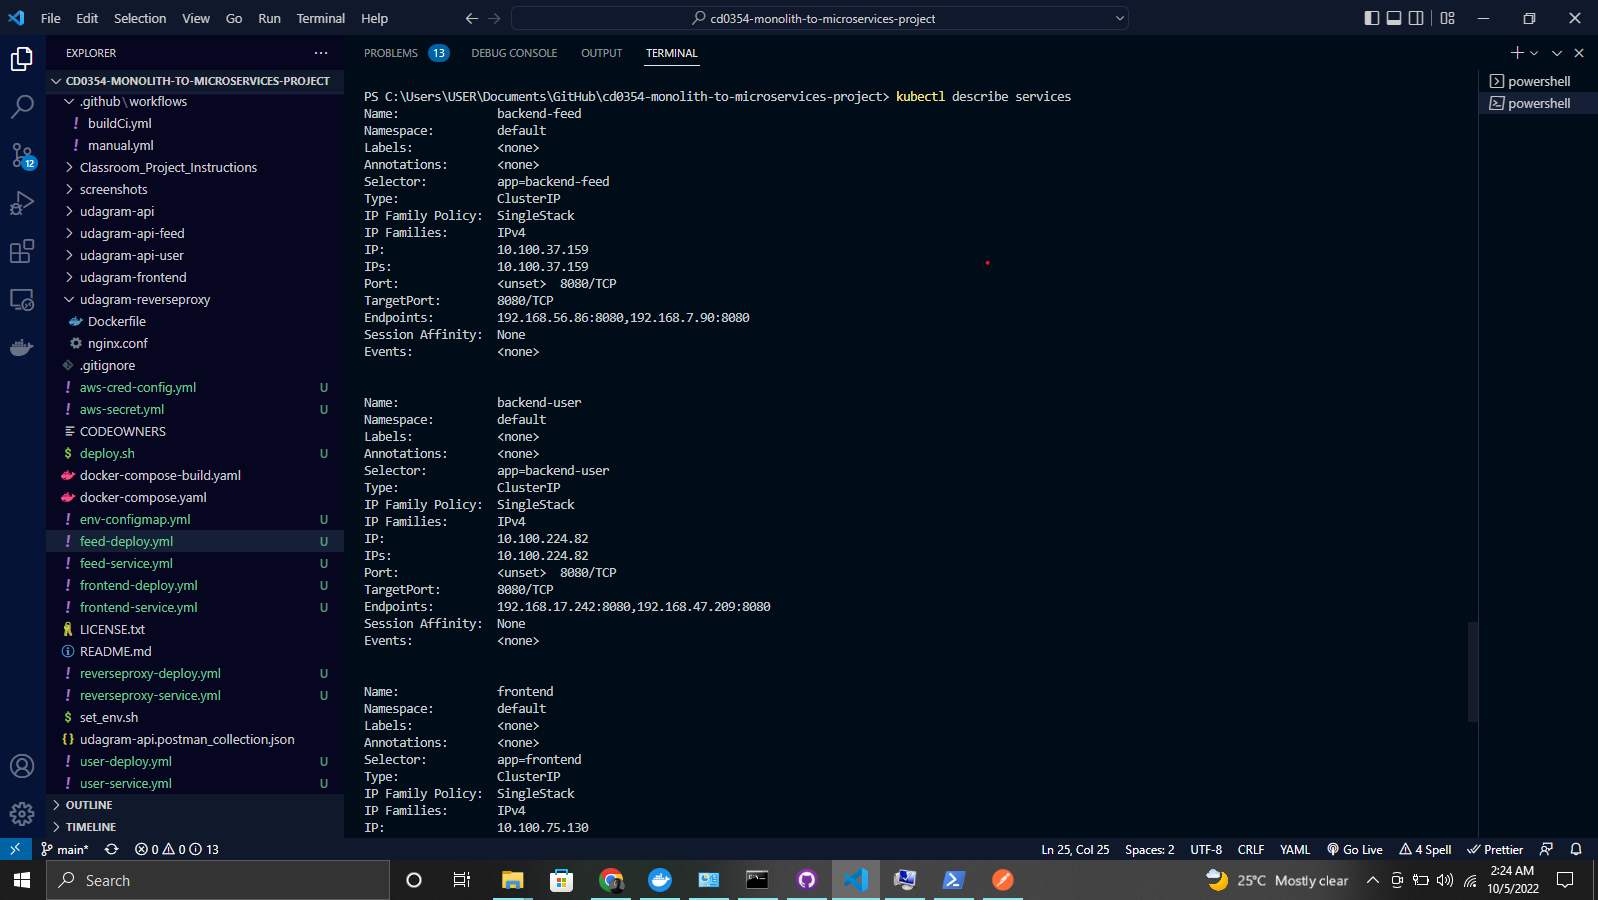 File Edit Selection View Go Run Terminal Help
cd0354-monolith-to-microservices-project
EXPLORER
CD0354-MONOLITH-TO-MICROSERVICES-PROJECT
.github\workflows
! buildCi.yml
! manual.yml
Classroom_Project_Instructions
screenshots
udagram-api
udagram-api-feed
udagram-api-user
udagram-frontend
udagram-reverseproxy
Dockerfile
nginx.conf
.gitignore
! aws-cred-config.yml U
! aws-secret.yml U
CODEOWNERS
$ deploy.sh U
docker-compose-build.yaml
docker-compose.yaml
! env-configmap.yml U
! feed-deploy.yml U
! feed-service.yml U
! frontend-deploy.yml U
! frontend-service.yml U
LICENSE.txt
README.md
! reverseproxy-deploy.yml U
! reverseproxy-service.yml U
$ set_env.sh
{} udagram-api.postman_collection.json
! user-deploy.yml U
! user-service.yml U
OUTLINE
TIMELINE
12
PROBLEMS 13 DEBUG CONSOLE OUTPUT TERMINAL
PS C:\Users\USER\Documents\GitHub\cd0354-monolith-to-microservices-project> kubectl describe services
Name: backend-feed
Namespace: default
Labels: <none>
Annotations: <none>
Selector: app=backend-feed
Type: ClusterIP
IP Family Policy: SingleStack
IP Families: IPv4
IP: 10.100.37.159
IPs: 10.100.37.159
Port: <unset> 8080/TCP
TargetPort: 8080/TCP
Endpoints: 192.168.56.86:8080,192.168.7.90:8080
Session Affinity: None
Events: <none>
Name: backend-user
Namespace: default
Labels: <none>
Annotations: <none>
Selector: app=backend-user
Type: ClusterIP
IP Family Policy: SingleStack
IP Families: IPv4
IP: 10.100.224.82
IPs: 10.100.224.82
Port: <unset> 8080/TCP
TargetPort: 8080/TCP
Endpoints: 192.168.17.242:8080,192.168.47.209:8080
Session Affinity: None
Events: <none>
Name: frontend
Namespace: default
Labels: <none>
Annotations: <none>
Selector: app=frontend
Type: ClusterIP
IP Family Policy: SingleStack
IP Families: IPv4
IP: 10.100.75.130
powershell
powershell
main* 0 0 13 Ln 25, Col 25 Spaces: 2 UTF-8 CRLF YAML Go Live 4 Spell Prettier
Search
25°C Mostly clear
2:24 AM
10/5/2022